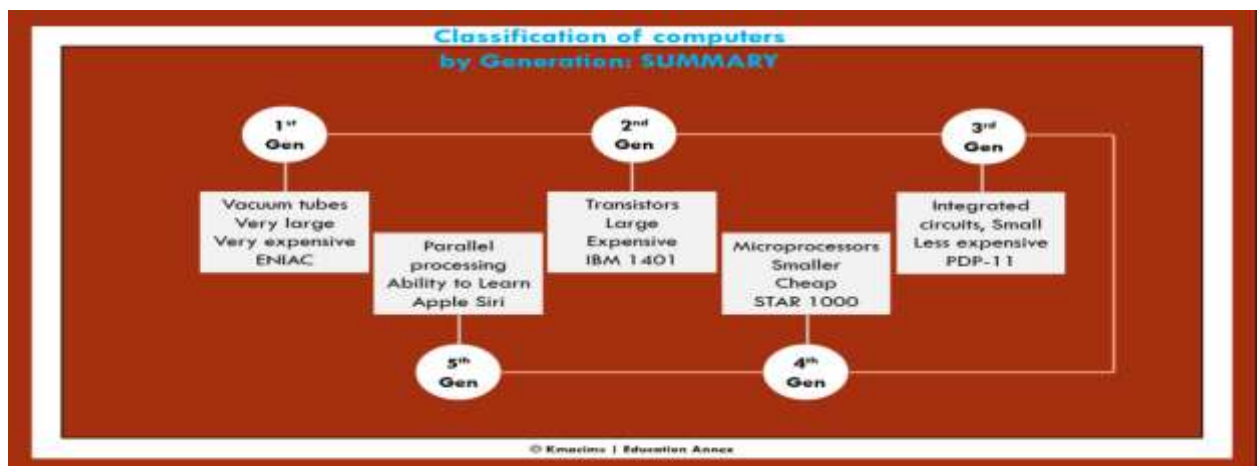 Classification of computers
by Generation: SUMMARY
1st
Gen
Vacuum tubes
Very large
Very expensive
ENIAC
2nd
Gen
Transistors
Large
Expensive
IBM 1401
3rd
Gen
Integrated
circuits, Small
Less expensive
PDP-11
4th
Gen
Microprocessors
Smaller
Cheap
STAR 1000
5th
Gen
Parallel
processing
Ability to Learn
Apple Siri
© Kmacims | Education Annex